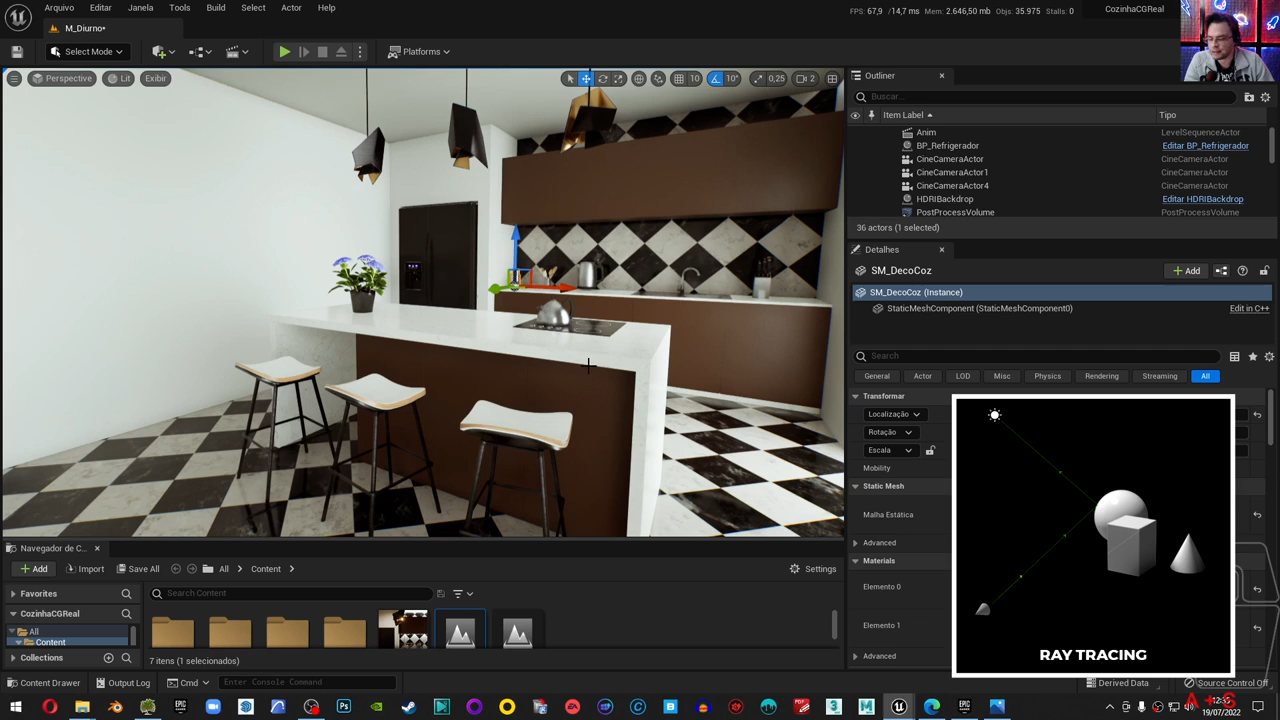 Arquivo Editar Janela Tools Build Select Actor Help
FPS: 67,9 / 14,7 ms Mem: 2.646,50 mb Objs: 35.975 Stalls: 0 CozinhaCGReal
M_Diurno*
Select Mode Platforms
Perspective Lit Exibir 10 10° 0,25 2
Outliner
Buscar...
Item Label Tipo
Anim LevelSequenceActor
BP_Refrigerador Editar BP_Refrigerador
CineCameraActor CineCameraActor
CineCameraActor1 CineCameraActor
CineCameraActor4 CineCameraActor
HDRIBackdrop Editar HDRIBackdrop
PostProcessVolume PostProcessVolume
36 actors (1 selected)
Detalhes
SM_DecoCoz Add
SM_DecoCoz (Instance)
StaticMeshComponent (StaticMeshComponent0) Edit in C++
Search
General Actor LOD Misc Physics Rendering Streaming All
Transformar
Localização
Rotação
Escala
Mobility
Static Mesh
Malha Estática
Advanced
Materials
Elemento 0
Elemento 1
Advanced
RAY TRACING
Navegador de C...
Add Import Save All All Content Settings
Favorites Search Content
CozinhaCGReal
All
Content
Collections 7 itens (1 selecionados)
Content Drawer Output Log Cmd Enter Console Command Derived Data Source Control Off
A+S
19/07/2022